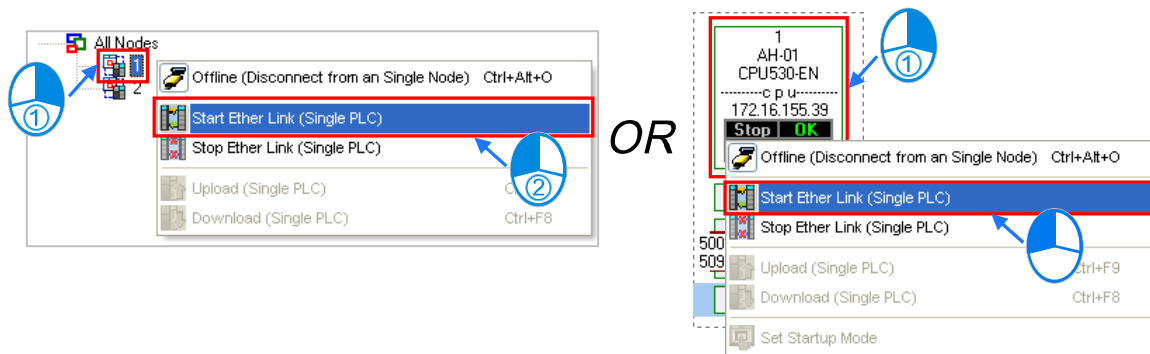 All Nodes
1
2
①
Offline (Disconnect from an Single Node) Ctrl+Alt+O
Start Ether Link (Single PLC)
Stop Ether Link (Single PLC)
②
Upload (Single PLC)
Download (Single PLC) Ctrl+F8
OR
1
AH-01
CPU530-EN
---------c p u---------
172.16.155.39
Stop OK
①
Offline (Disconnect from an Single Node) Ctrl+Alt+O
Start Ether Link (Single PLC)
Stop Ether Link (Single PLC)
500
509
Upload (Single PLC) Ctrl+F9
Download (Single PLC) Ctrl+F8
Set Startup Mode